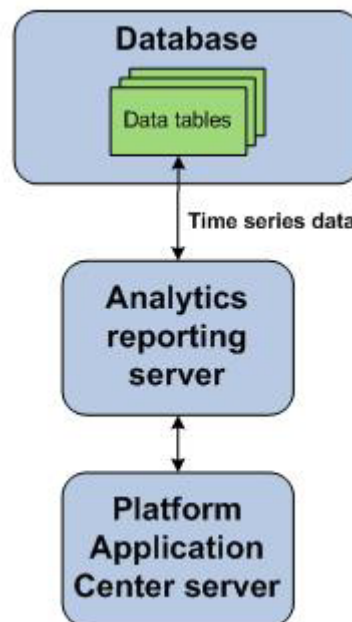 Database
Data tables
Time series data
Analytics
reporting
server
Platform
Application
Center server